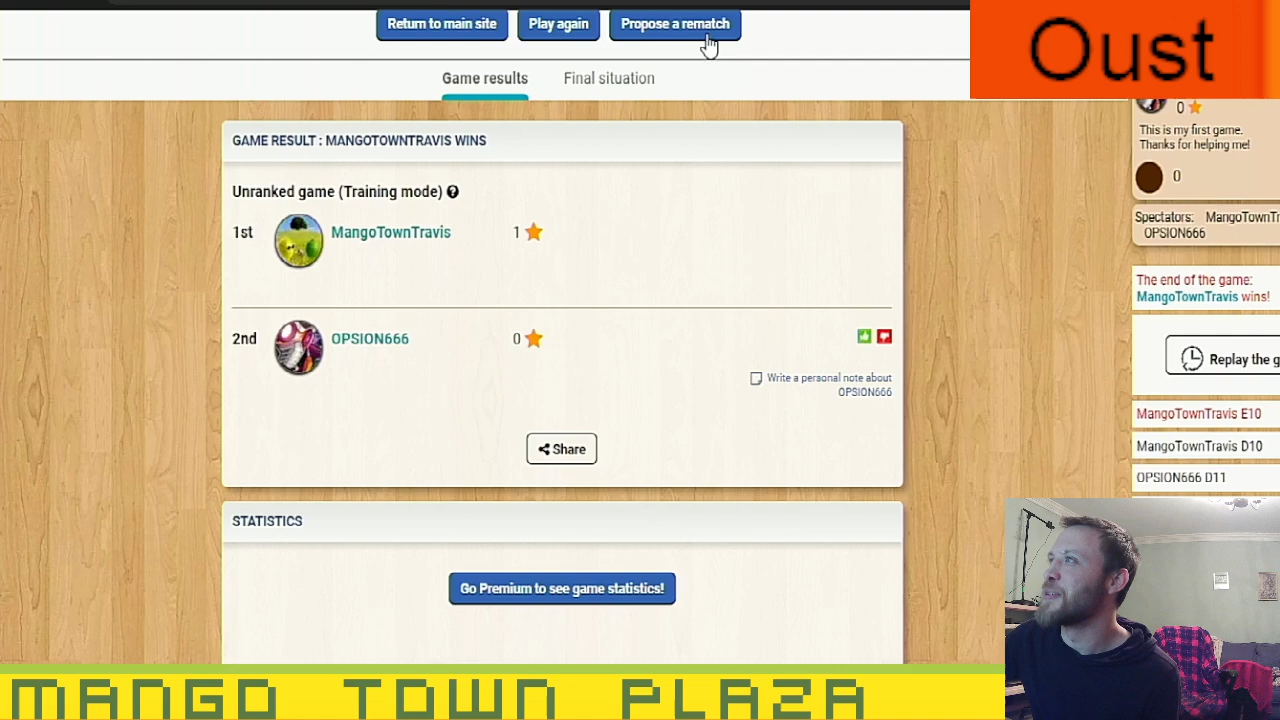 Return to main site
Play again
Propose a rematch
Oust
Game results
Final situation
GAME RESULT : MANGOTOWNTRAVIS WINS
Unranked game (Training mode) ?
1st MangoTownTravis 1
2nd OPSION666 0
Write a personal note about
OPSION666
Share
STATISTICS
Go Premium to see game statistics!
0
This is my first game.
Thanks for helping me!
0
Spectators: MangoTownTr
OPSION666
The end of the game:
MangoTownTravis wins!
Replay the g
MangoTownTravis E10
MangoTownTravis D10
OPSION666 D11
MANGO TOWN PLAZA